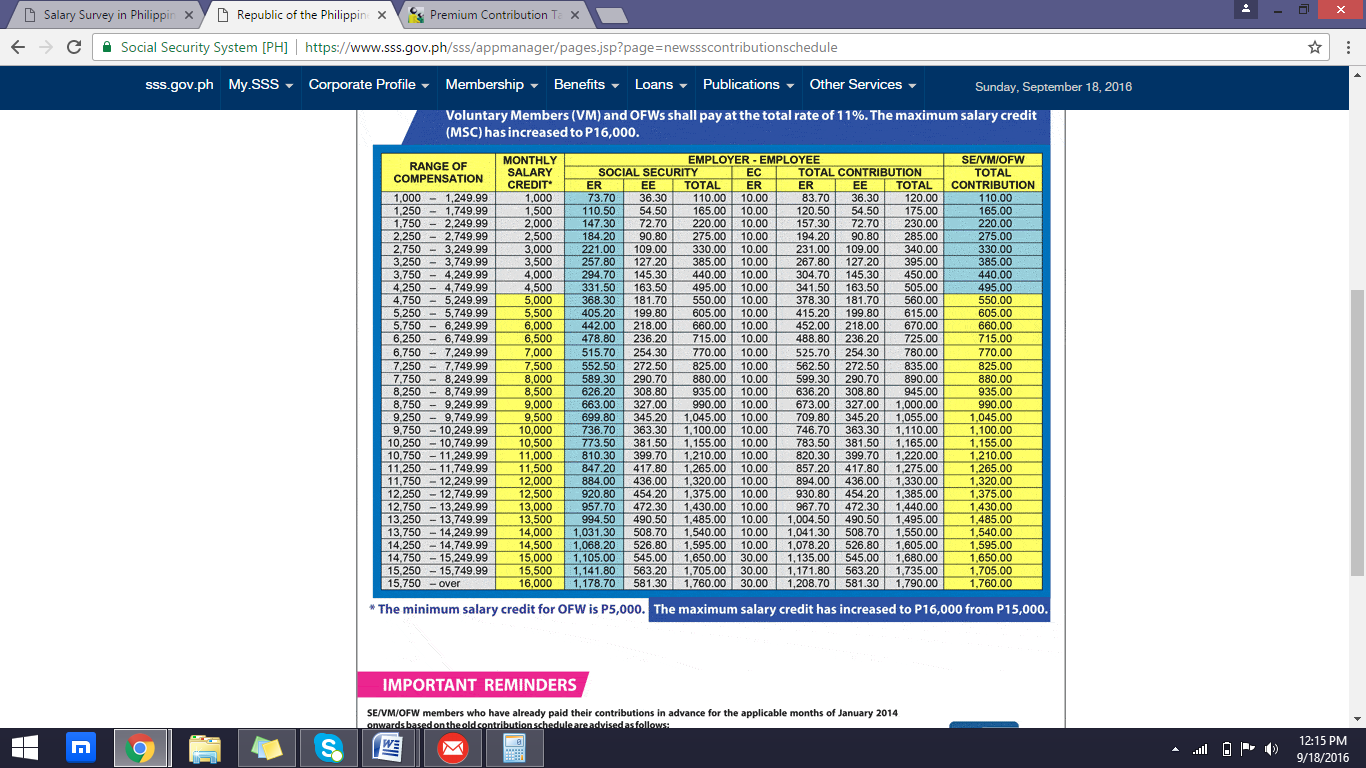 Salary Survey in Philippin
Republic of the Philippin
Premium Contribution Ta
Social Security System [PH]
https://www.sss.gov.ph/sss/appmanager/pages.jsp?page=newssscontributionschedule
sss.gov.ph My.SSS Corporate Profile Membership Benefits Loans Publications Other Services Sunday, September 18, 2016
Voluntary Members (VM) and OFWs shall pay at the total rate of 11%. The maximum salary credit
(MSC) has increased to P16,000.
RANGE OF COMPENSATION MONTHLY SALARY CREDIT* EMPLOYER - EMPLOYEE SE/VM/OFW
SOCIAL SECURITY EC TOTAL CONTRIBUTION TOTAL CONTRIBUTION
ER EE TOTAL ER ER EE TOTAL
1,000 – 1,249.99 1,000 73.70 36.30 110.00 10.00 83.70 36.30 120.00 110.00
1,250 – 1,749.99 1,500 110.50 54.50 165.00 10.00 120.50 54.50 175.00 165.00
1,750 – 2,249.99 2,000 147.30 72.70 220.00 10.00 157.30 72.70 230.00 220.00
2,250 – 2,749.99 2,500 184.20 90.80 275.00 10.00 194.20 90.80 285.00 275.00
2,750 – 3,249.99 3,000 221.00 109.00 330.00 10.00 231.00 109.00 340.00 330.00
3,250 – 3,749.99 3,500 257.80 127.20 385.00 10.00 267.80 127.20 395.00 385.00
3,750 – 4,249.99 4,000 294.70 145.30 440.00 10.00 304.70 145.30 450.00 440.00
4,250 – 4,749.99 4,500 331.50 163.50 495.00 10.00 341.50 163.50 505.00 495.00
4,750 – 5,249.99 5,000 368.30 181.70 550.00 10.00 378.30 181.70 560.00 550.00
5,250 – 5,749.99 5,500 405.20 199.80 605.00 10.00 415.20 199.80 615.00 605.00
5,750 – 6,249.99 6,000 442.00 218.00 660.00 10.00 452.00 218.00 670.00 660.00
6,250 – 6,749.99 6,500 478.80 236.20 715.00 10.00 488.80 236.20 725.00 715.00
6,750 – 7,249.99 7,000 515.70 254.30 770.00 10.00 525.70 254.30 780.00 770.00
7,250 – 7,749.99 7,500 552.50 272.50 825.00 10.00 562.50 272.50 835.00 825.00
7,750 – 8,249.99 8,000 589.30 290.70 880.00 10.00 599.30 290.70 890.00 880.00
8,250 – 8,749.99 8,500 626.20 308.80 935.00 10.00 636.20 308.80 945.00 935.00
8,750 – 9,249.99 9,000 663.00 327.00 990.00 10.00 673.00 327.00 1,000.00 990.00
9,250 – 9,749.99 9,500 699.80 345.20 1,045.00 10.00 709.80 345.20 1,055.00 1,045.00
9,750 – 10,249.99 10,000 736.70 363.30 1,100.00 10.00 746.70 363.30 1,110.00 1,100.00
10,250 – 10,749.99 10,500 773.50 381.50 1,155.00 10.00 783.50 381.50 1,165.00 1,155.00
10,750 – 11,249.99 11,000 810.30 399.70 1,210.00 10.00 820.30 399.70 1,220.00 1,210.00
11,250 – 11,749.99 11,500 847.20 417.80 1,265.00 10.00 857.20 417.80 1,275.00 1,265.00
11,750 – 12,249.99 12,000 884.00 436.00 1,320.00 10.00 894.00 436.00 1,330.00 1,320.00
12,250 – 12,749.99 12,500 920.80 454.20 1,375.00 10.00 930.80 454.20 1,385.00 1,375.00
12,750 – 13,249.99 13,000 957.70 472.30 1,430.00 10.00 967.70 472.30 1,440.00 1,430.00
13,250 – 13,749.99 13,500 994.50 490.50 1,485.00 10.00 1,004.50 490.50 1,495.00 1,485.00
13,750 – 14,249.99 14,000 1,031.30 508.70 1,540.00 10.00 1,041.30 508.70 1,550.00 1,540.00
14,250 – 14,749.99 14,500 1,068.20 526.80 1,595.00 10.00 1,078.20 526.80 1,605.00 1,595.00
14,750 – 15,249.99 15,000 1,105.00 545.00 1,650.00 30.00 1,135.00 545.00 1,680.00 1,650.00
15,250 – 15,749.99 15,500 1,141.80 563.20 1,705.00 30.00 1,171.80 563.20 1,735.00 1,705.00
15,750 – over 16,000 1,178.70 581.30 1,760.00 30.00 1,208.70 581.30 1,790.00 1,760.00
* The minimum salary credit for OFW is P5,000. The maximum salary credit has increased to P16,000 from P15,000.
IMPORTANT REMINDERS
SE/VM/OFW members who have already paid their contributions in advance for the applicable months of January 2014
onwards based on the old contribution schedule are advised as follows:
12:15 PM
9/18/2016